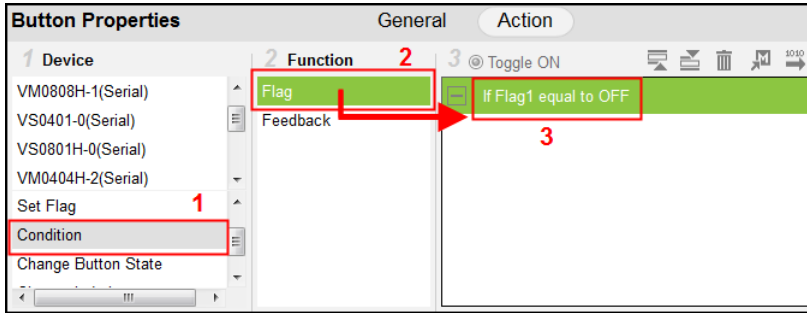 Button Properties
General
Action
1 Device
2 Function 2
3 Toggle ON
1010
VM0808H-1(Serial)
VS0401-0(Serial)
VS0801H-0(Serial)
VM0404H-2(Serial)
Set Flag 1
Condition
Change Button State
Flag
Feedback
If Flag1 equal to OFF
3